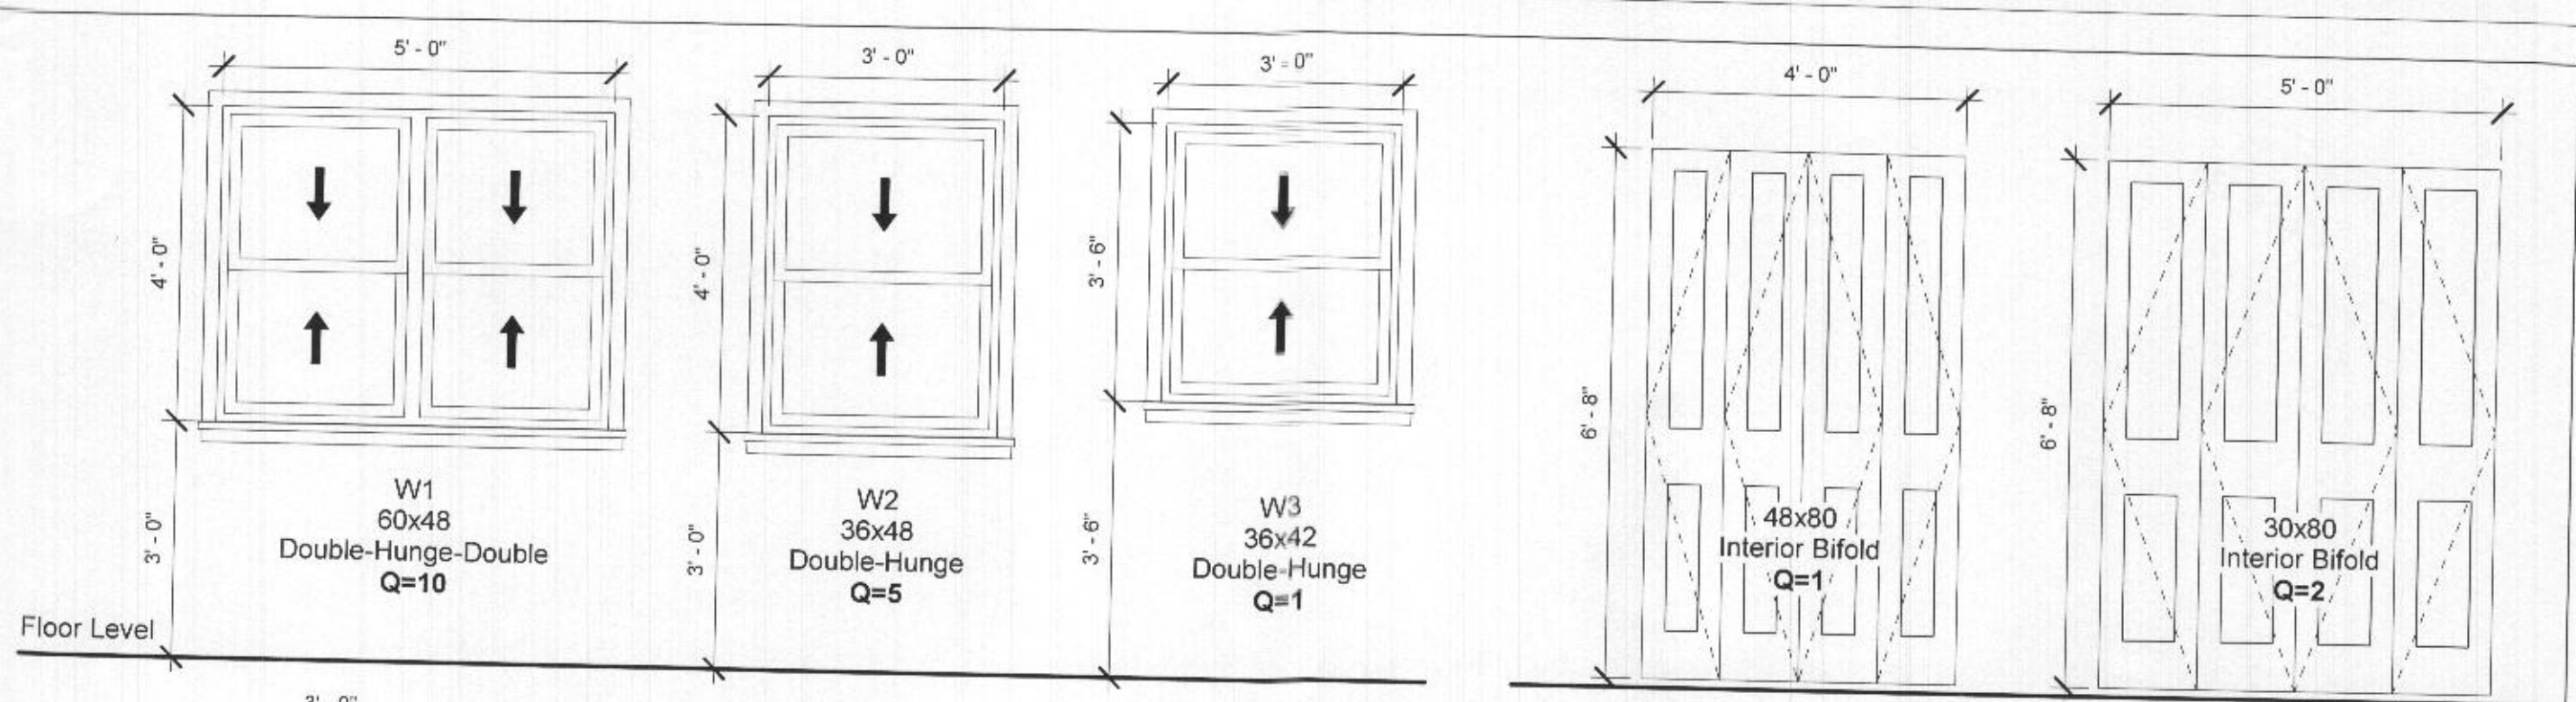 5' - 0"
3' - 0"
3' - 0"
4' - 0"
5' - 0"
4' - 0"
4' - 0"
3' - 6"
6' - 8"
6' - 8"
3' - 0"
W1
60x48
Double-Hunge-Double
Q=10
3' - 0"
W2
36x48
Double-Hunge
Q=5
3' - 6"
W3
36x42
Double-Hunge
Q=1
48x80
Interior Bifold
Q=1
30x80
Interior Bifold
Q=2
Floor Level